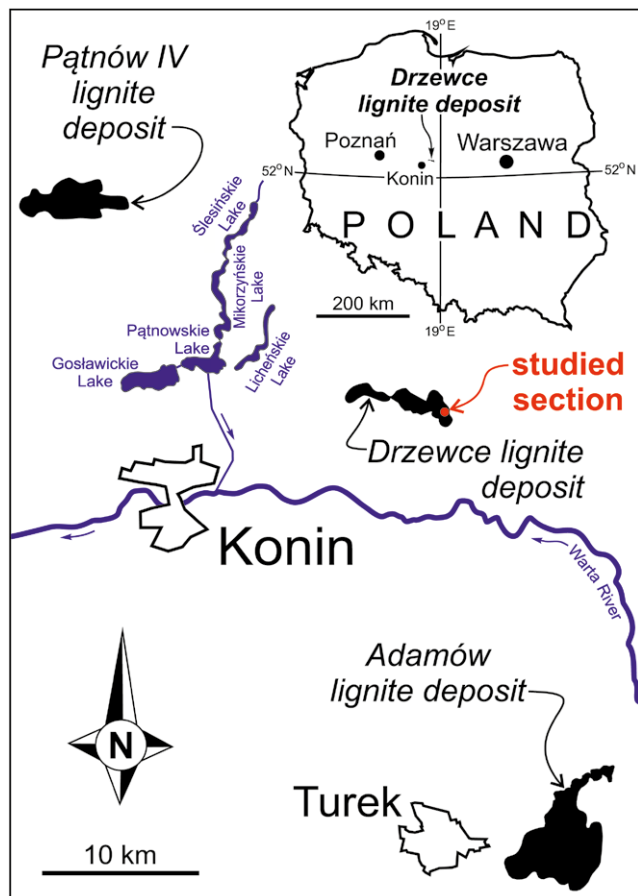 Pątnów IV
lignite
deposit
19° E
Drzewce
lignite deposit
Poznań
Warszawa
52° N
Konin
52° N
POLAND
200 km
19° E
Ślesińskie
Lake
Mikorzyńskie
Lake
Pątnowskie
Lake
Gosławickie
Lake
Licheńskie
Lake
studied
section
Drzewce lignite
deposit
Konin
Warta River
Adamów
lignite deposit
N
Turek
10 km